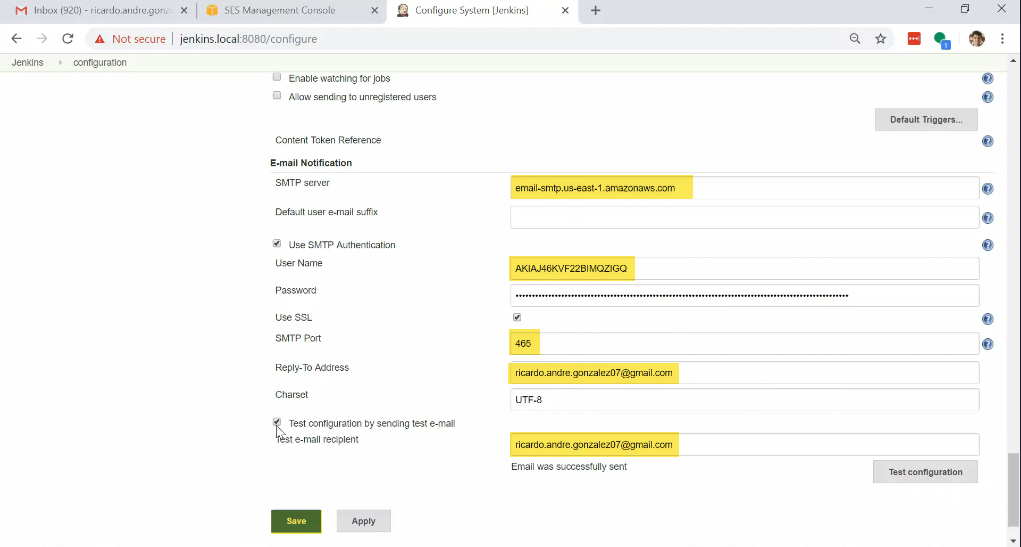 Inbox (920) - ricardo.andre.gonz
SES Management Console
Configure System [Jenkins]
Not secure
jenkins.local:8080/configure
1
Jenkins
configuration
Enable watching for jobs
Allow sending to unregistered users
Default Triggers...
Content Token Reference
E-mail Notification
SMTP server
email-smtp.us-east-1.amazonaws.com
Default user e-mail suffix
Use SMTP Authentication
User Name
AKIAJ46KVF22BIMQZIGQ
Password
Use SSL
SMTP Port
465
Reply-To Address
ricardo.andre.gonzalez07@gmail.com
Charset
UTF-8
Test configuration by sending test e-mail
Test e-mail recipient
ricardo.andre.gonzalez07@gmail.com
Email was successfully sent
Test configuration
Save
Apply